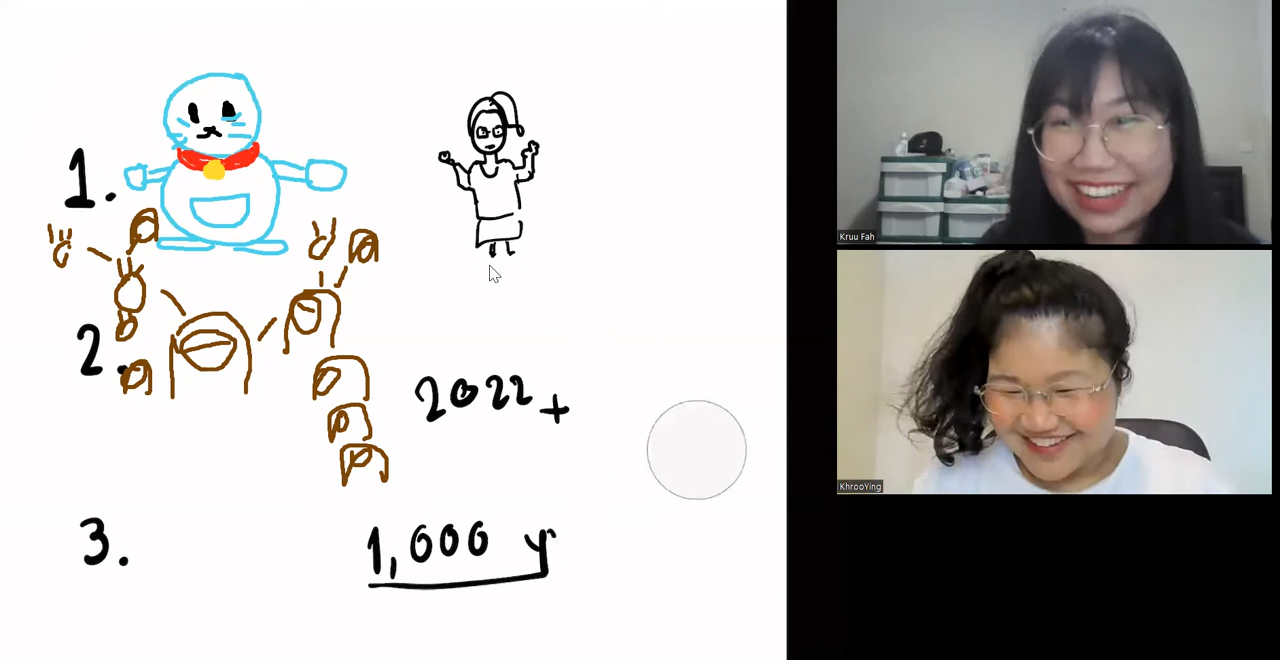 1.
2.
2022+
3.
1,000 y
Kruu Fah
KhrooYing